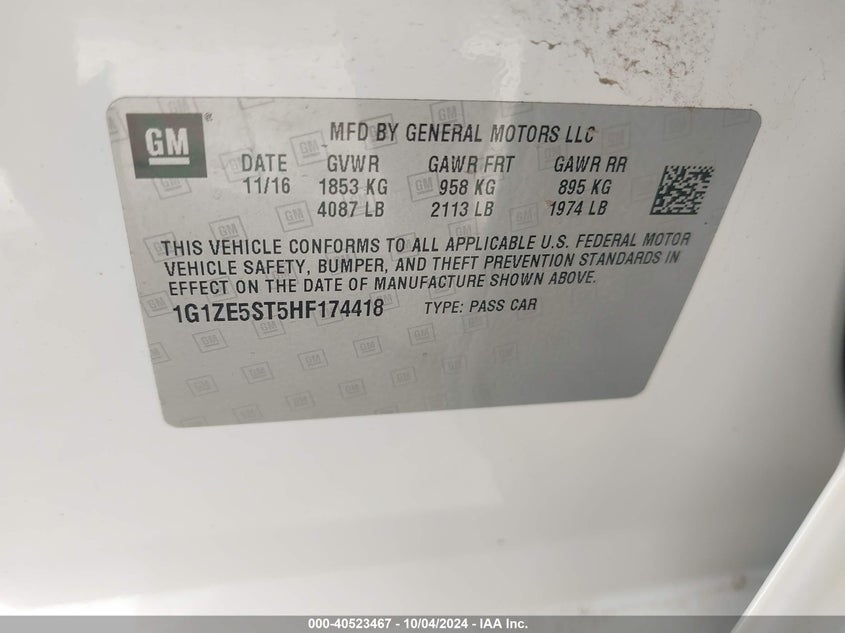 GM
MFD BY GENERAL MOTORS LLC
DATE GVWR GAWR FRT GAWR RR
11/16 1853 KG 958 KG 895 KG
4087 LB 2113 LB 1974 LB
THIS VEHICLE CONFORMS TO ALL APPLICABLE U.S. FEDERAL MOTOR
VEHICLE SAFETY, BUMPER, AND THEFT PREVENTION STANDARDS IN
EFFECT ON THE DATE OF MANUFACTURE SHOWN ABOVE.
1G1ZE5ST5HF174418 TYPE: PASS CAR
000-40523467 - 10/04/2024 - IAA Inc.